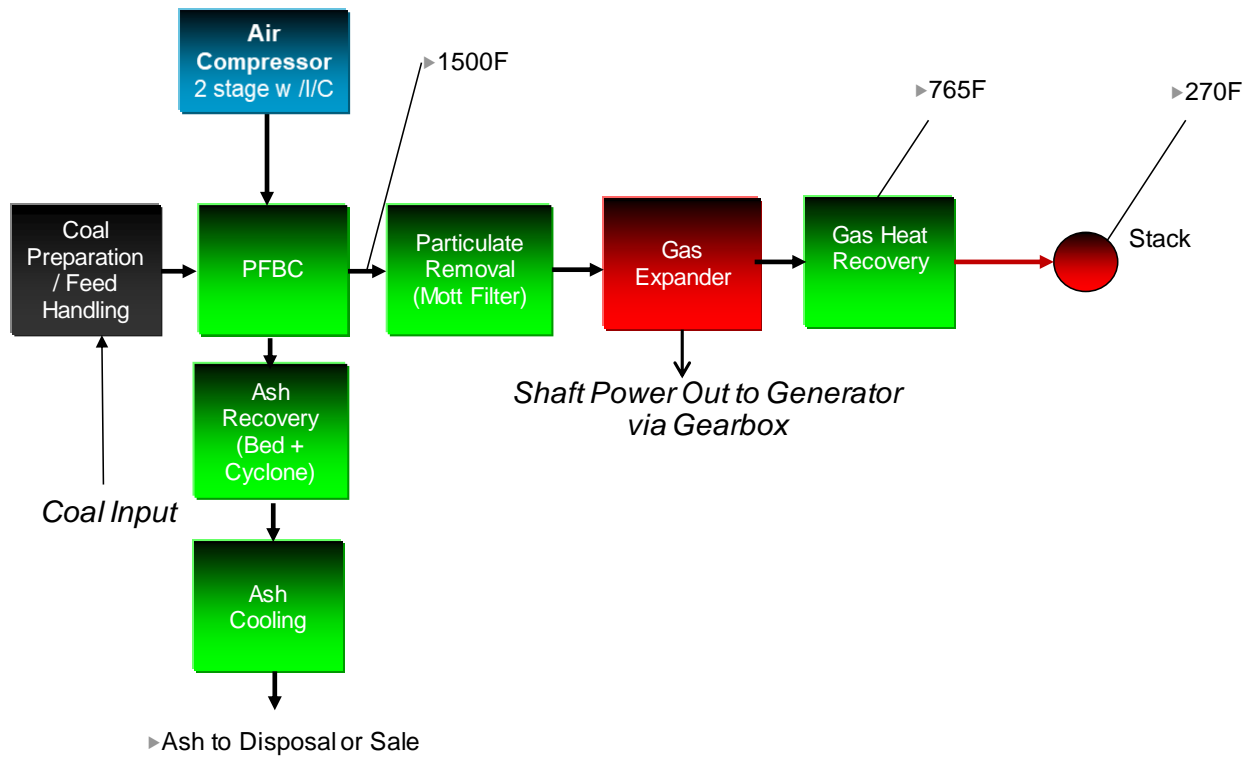 Air
Compressor
2 stage w /I/C
▸1500F
▸765F
▸270F
Coal
Preparation
/ Feed
Handling
PFBC
Particulate
Removal
(Mott Filter)
Gas
Expander
Gas Heat
Recovery
Stack
Ash
Recovery
(Bed +
Cyclone)
Shaft Power Out to Generator
via Gearbox
Coal Input
Ash
Cooling
▸Ash to Disposal or Sale